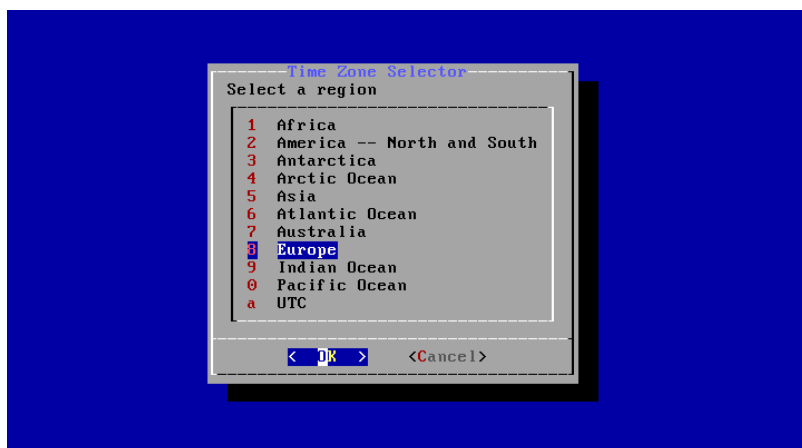 Time Zone Selector
Select a region
1 Africa
2 America -- North and South
3 Antarctica
4 Arctic Ocean
5 Asia
6 Atlantic Ocean
7 Australia
8 Europe
9 Indian Ocean
0 Pacific Ocean
a UTC
< OK > <Cancel>